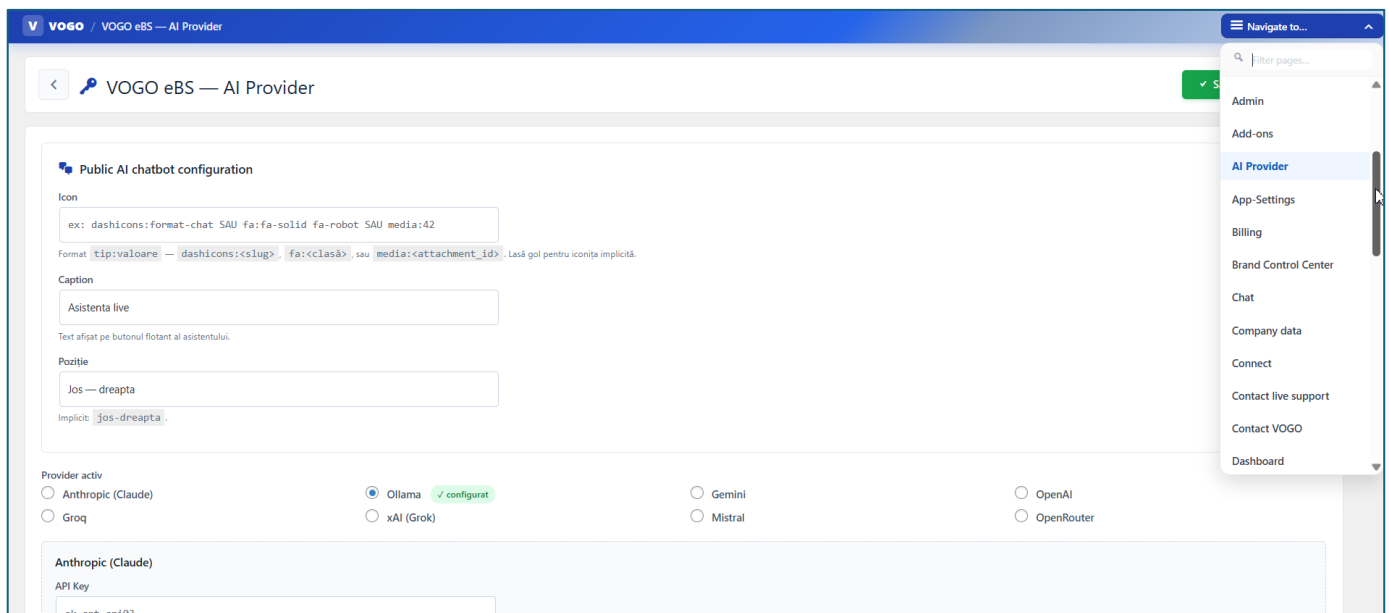 V VOGO / VOGO eBS — AI Provider
Navigate to...
VOGO eBS — AI Provider
Filter pages...
Admin
Add-ons
AI Provider
App-Settings
Billing
Brand Control Center
Chat
Company data
Connect
Contact live support
Contact VOGO
Dashboard
Public AI chatbot configuration
Icon
ex: dashicons:format-chat SAU fa:fa-solid fa-robot SAU media:42
Format tip:valoare — dashicons:<slug>, fa:<clasă>, sau media:<attachment_id>. Lasă gol pentru iconița implicită.
Caption
Asistenta live
Text afișat pe butonul flotant al asistentului.
Poziție
Jos — dreapta
Implicit: jos-dreapta.
Provider activ
Anthropic (Claude) Ollama ✓ configurat Gemini OpenAI
Groq xAI (Grok) Mistral OpenRouter
Anthropic (Claude)
API Key